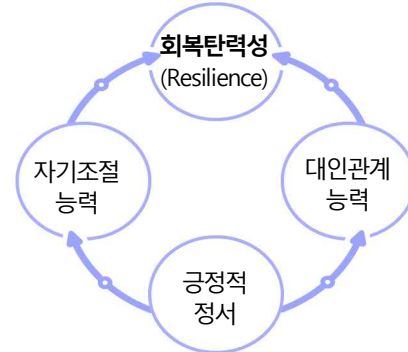 회복탄력성
(Resilience)
자기조절
능력
대인관계
능력
긍정적
정서